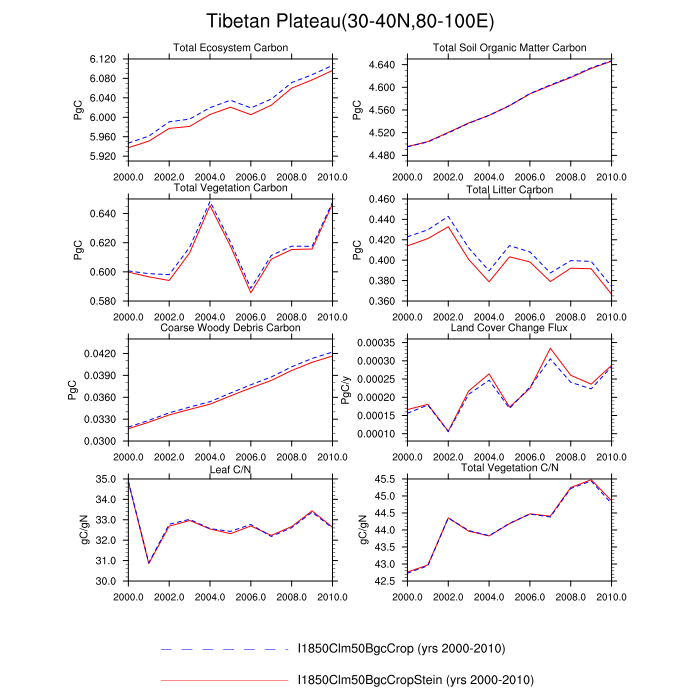 Tibetan Plateau(30-40N,80-100E)
Total Ecosystem Carbon
PgC
6.120
6.080
6.040
6.000
5.960
5.920
2000.0 2002.0 2004.0 2006.0 2008.0 2010.0
Total Soil Organic Matter Carbon
PgC
4.640
4.600
4.560
4.520
4.480
2000.0 2002.0 2004.0 2006.0 2008.0 2010.0
Total Vegetation Carbon
PgC
0.640
0.620
0.600
0.580
2000.0 2002.0 2004.0 2006.0 2008.0 2010.0
Total Litter Carbon
PgC
0.460
0.440
0.420
0.400
0.380
0.360
2000.0 2002.0 2004.0 2006.0 2008.0 2010.0
Coarse Woody Debris Carbon
PgC
0.0420
0.0390
0.0360
0.0330
0.0300
2000.0 2002.0 2004.0 2006.0 2008.0 2010.0
Land Cover Change Flux
PgC/y
0.00035
0.00030
0.00025
0.00020
0.00015
0.00010
2000.0 2002.0 2004.0 2006.0 2008.0 2010.0
Leaf C/N
gC/gN
35.0
34.0
33.0
32.0
31.0
30.0
2000.0 2002.0 2004.0 2006.0 2008.0 2010.0
Total Vegetation C/N
gC/gN
45.5
45.0
44.5
44.0
43.5
43.0
42.5
2000.0 2002.0 2004.0 2006.0 2008.0 2010.0
I1850Clm50BgcCrop (yrs 2000-2010)
I1850Clm50BgcCropStein (yrs 2000-2010)